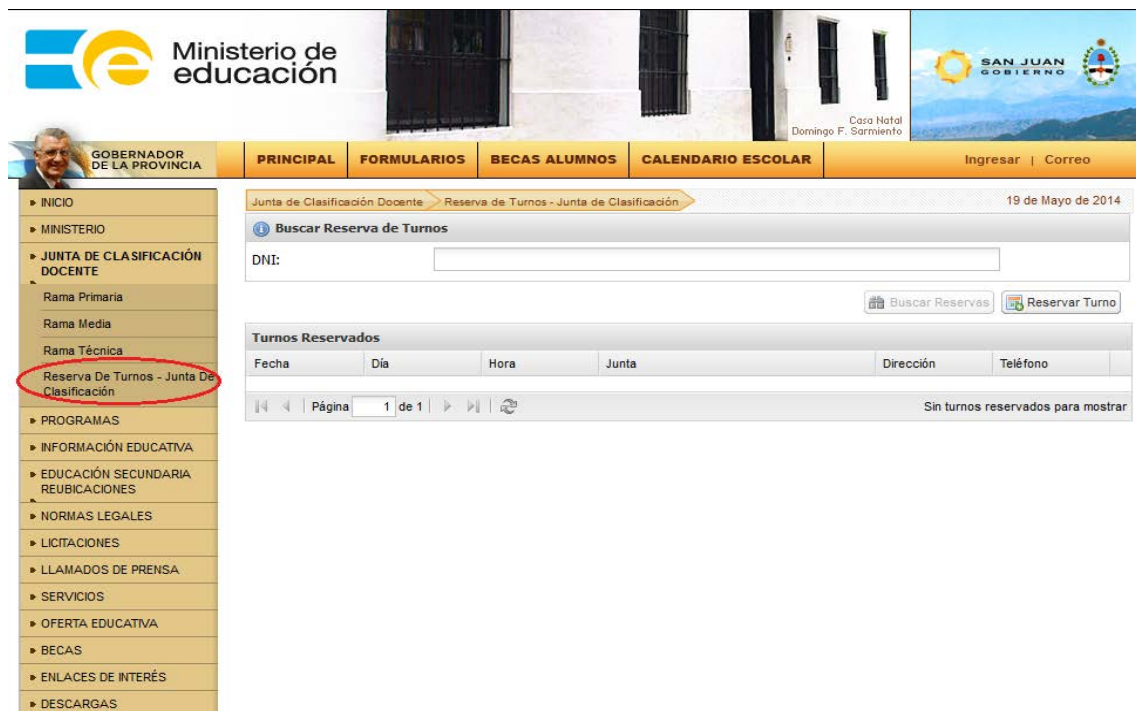 Ministerio de
educación
Casa Natal
Domingo F. Sarmiento
SAN JUAN
GOBIERNO
GOBERNADOR
DE LA PROVINCIA
PRINCIPAL
FORMULARIOS
BECAS ALUMNOS
CALENDARIO ESCOLAR
Ingresar | Correo
INICIO
MINISTERIO
JUNTA DE CLASIFICACIÓN
DOCENTE
Rama Primaria
Rama Media
Rama Técnica
Reserva De Turnos - Junta De
Clasificación
PROGRAMAS
INFORMACIÓN EDUCATIVA
EDUCACIÓN SECUNDARIA
REUBICACIONES
NORMAS LEGALES
LICITACIONES
LLAMADOS DE PRENSA
SERVICIOS
OFERTA EDUCATIVA
BECAS
ENLACES DE INTERÉS
DESCARGAS
Junta de Clasificación Docente
Reserva de Turnos - Junta de Clasificación
19 de Mayo de 2014
Buscar Reserva de Turnos
DNI:
Buscar Reservas
Reservar Turno
Turnos Reservados
Fecha Día Hora Junta Dirección Teléfono
Página 1 de 1
Sin turnos reservados para mostrar